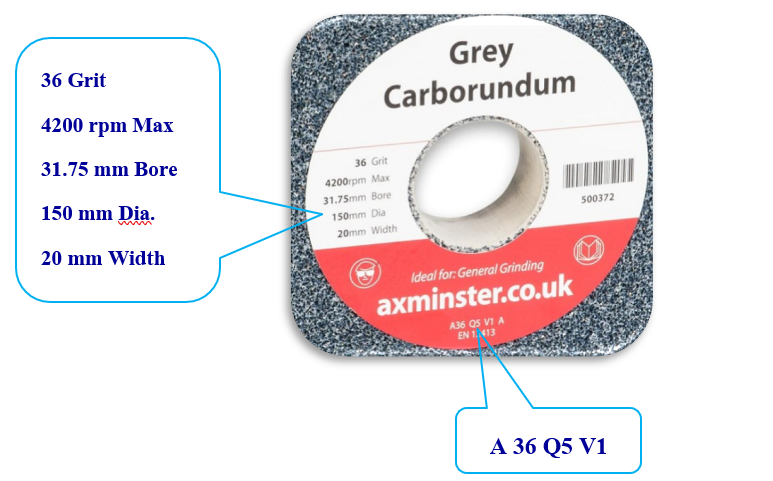 36 Grit
4200 rpm Max
31.75 mm Bore
150 mm Dia.
20 mm Width
Grey
Carborundum
36 Grit
4200rpm Max
31.75mm Bore
150mm Dia
20mm Width
500372
Ideal for: General Grinding
axminster.co.uk
A36 Q5 V1 A
EN
A 36 Q5 V1